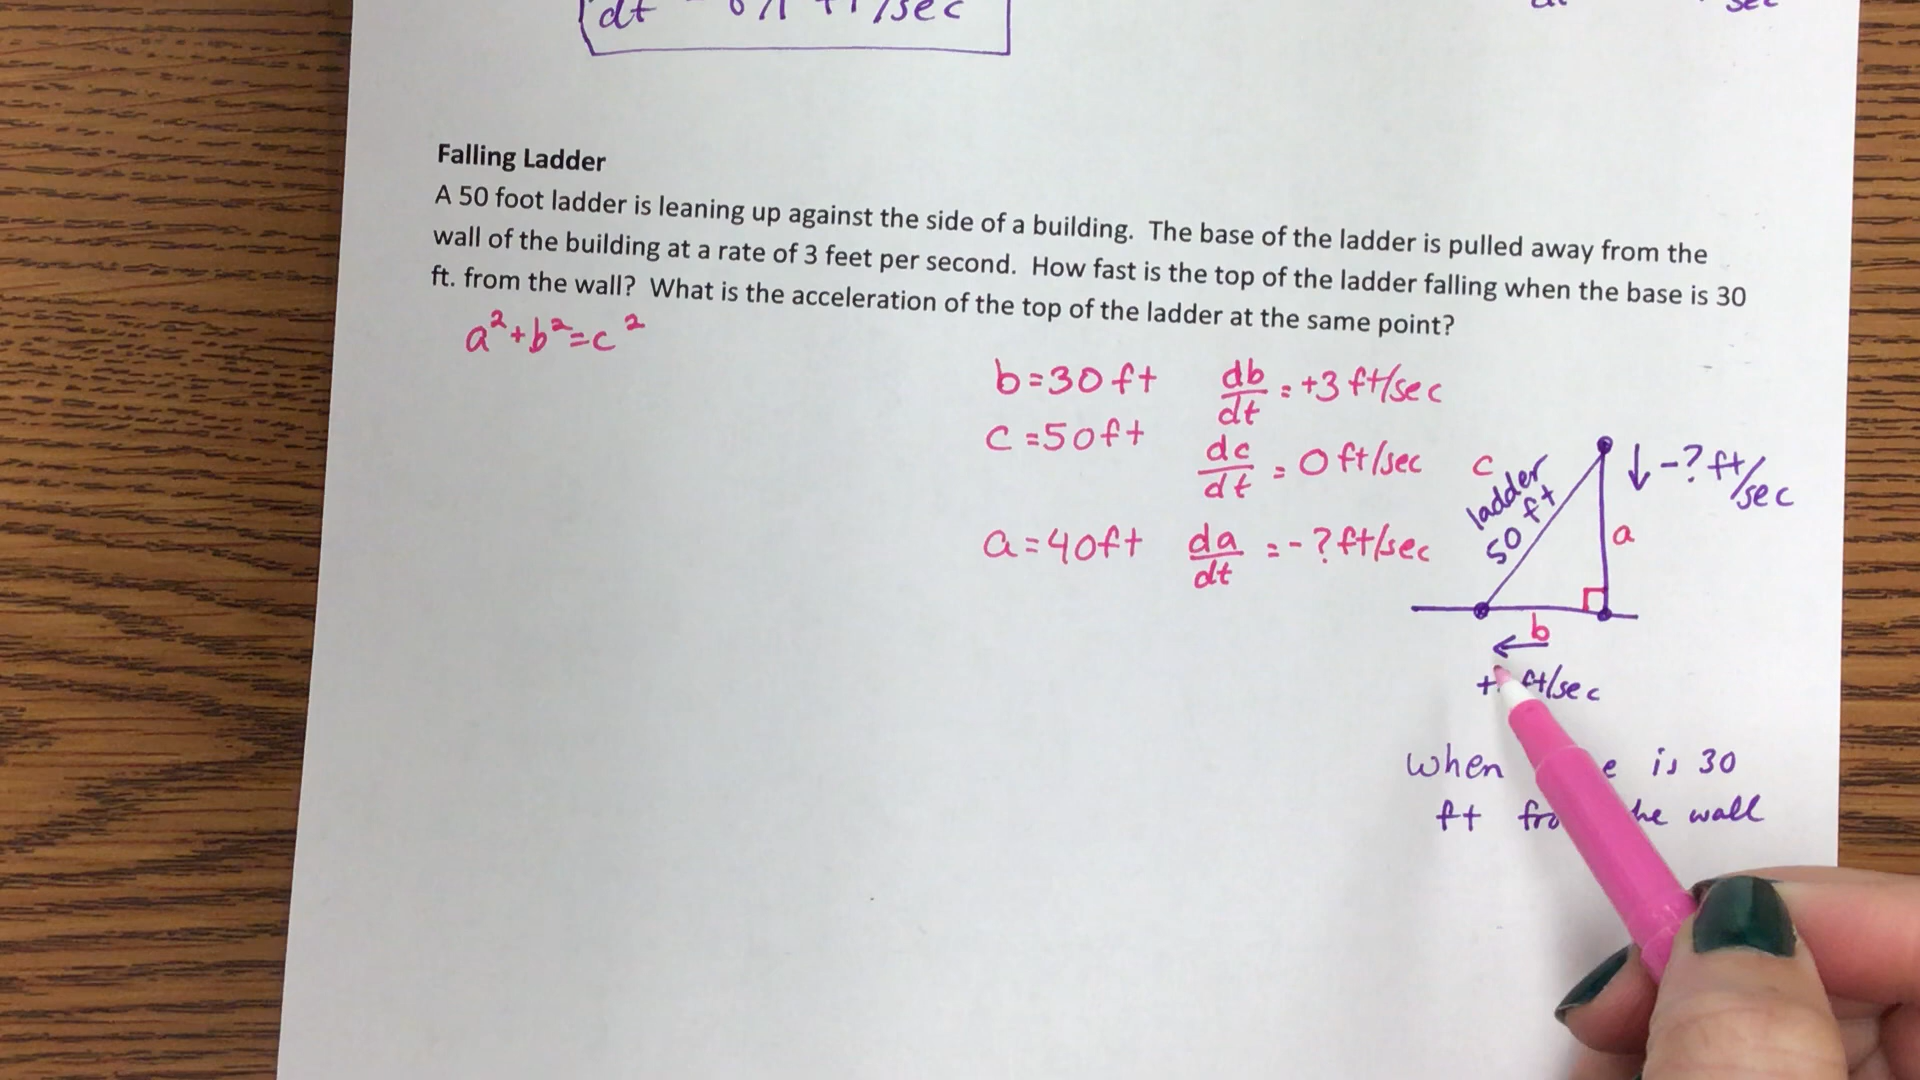 dt
ft/sec
sec
Falling Ladder
A 50 foot ladder is leaning up against the side of a building. The base of the ladder is pulled away from the
wall of the building at a rate of 3 feet per second. How fast is the top of the ladder falling when the base is 30
ft. from the wall? What is the acceleration of the top of the ladder at the same point?
a²+b²=c²
b=30ft db/dt = +3 ft/sec
c=50ft dc/dt = 0 ft/sec
a=40ft da/dt = -? ft/sec
c
ladder
50 ft
↓ -? ft/sec
a
b
←
+ ft/sec
when is 30
ft wall